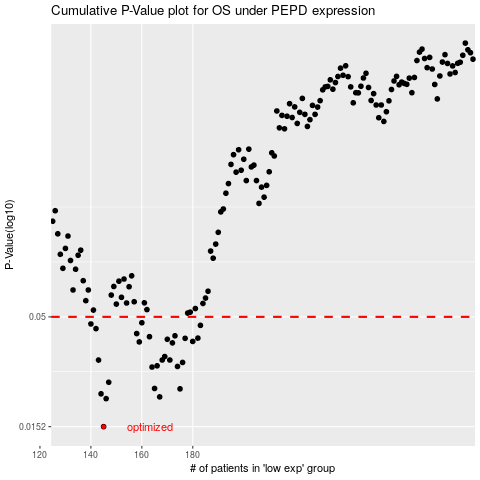 Cumulative P-Value plot for OS under PEPD expression
P-Value(log10)
0.05
0.0152
optimized
120 140 160 180
# of patients in 'low exp' group